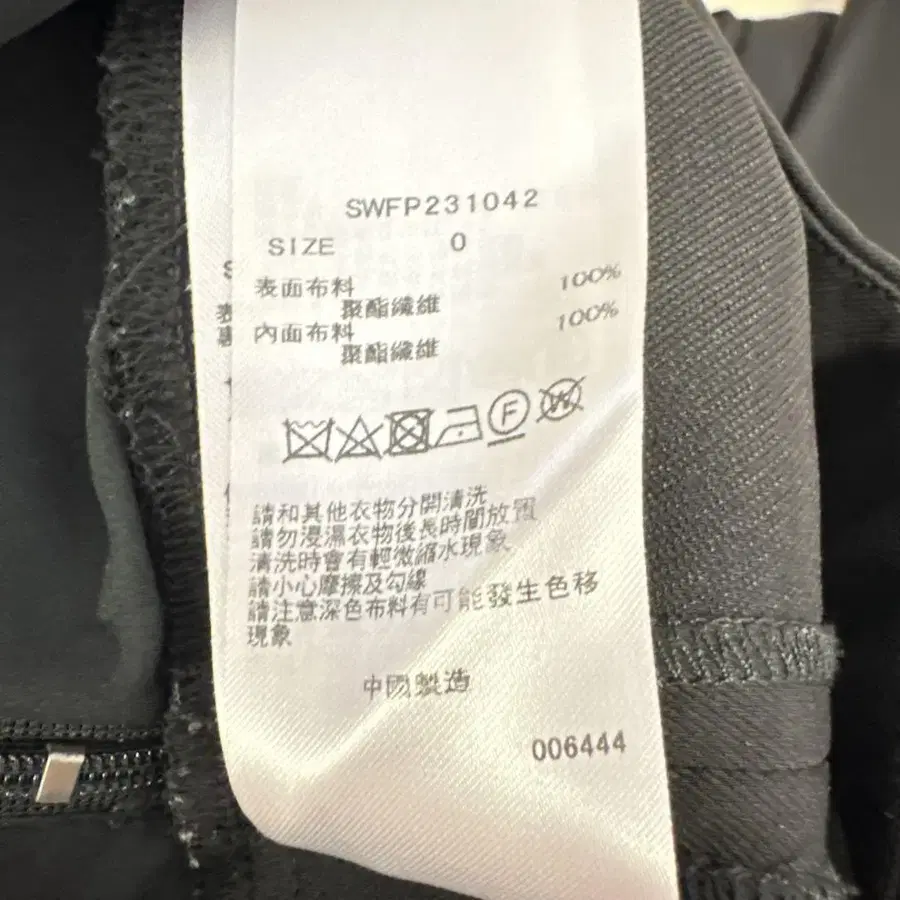 SWFP231042
SIZE 0
表面布料 100%
聚酯纖維
內面布料 100%
聚酯纖維
F W
請和其他衣物分開清洗
請勿浸濕衣物後長時間放置
清洗時會有輕微縮水現象
請小心摩擦及勾線
請注意深色布料有可能發生色移
現象
中國製造
006444